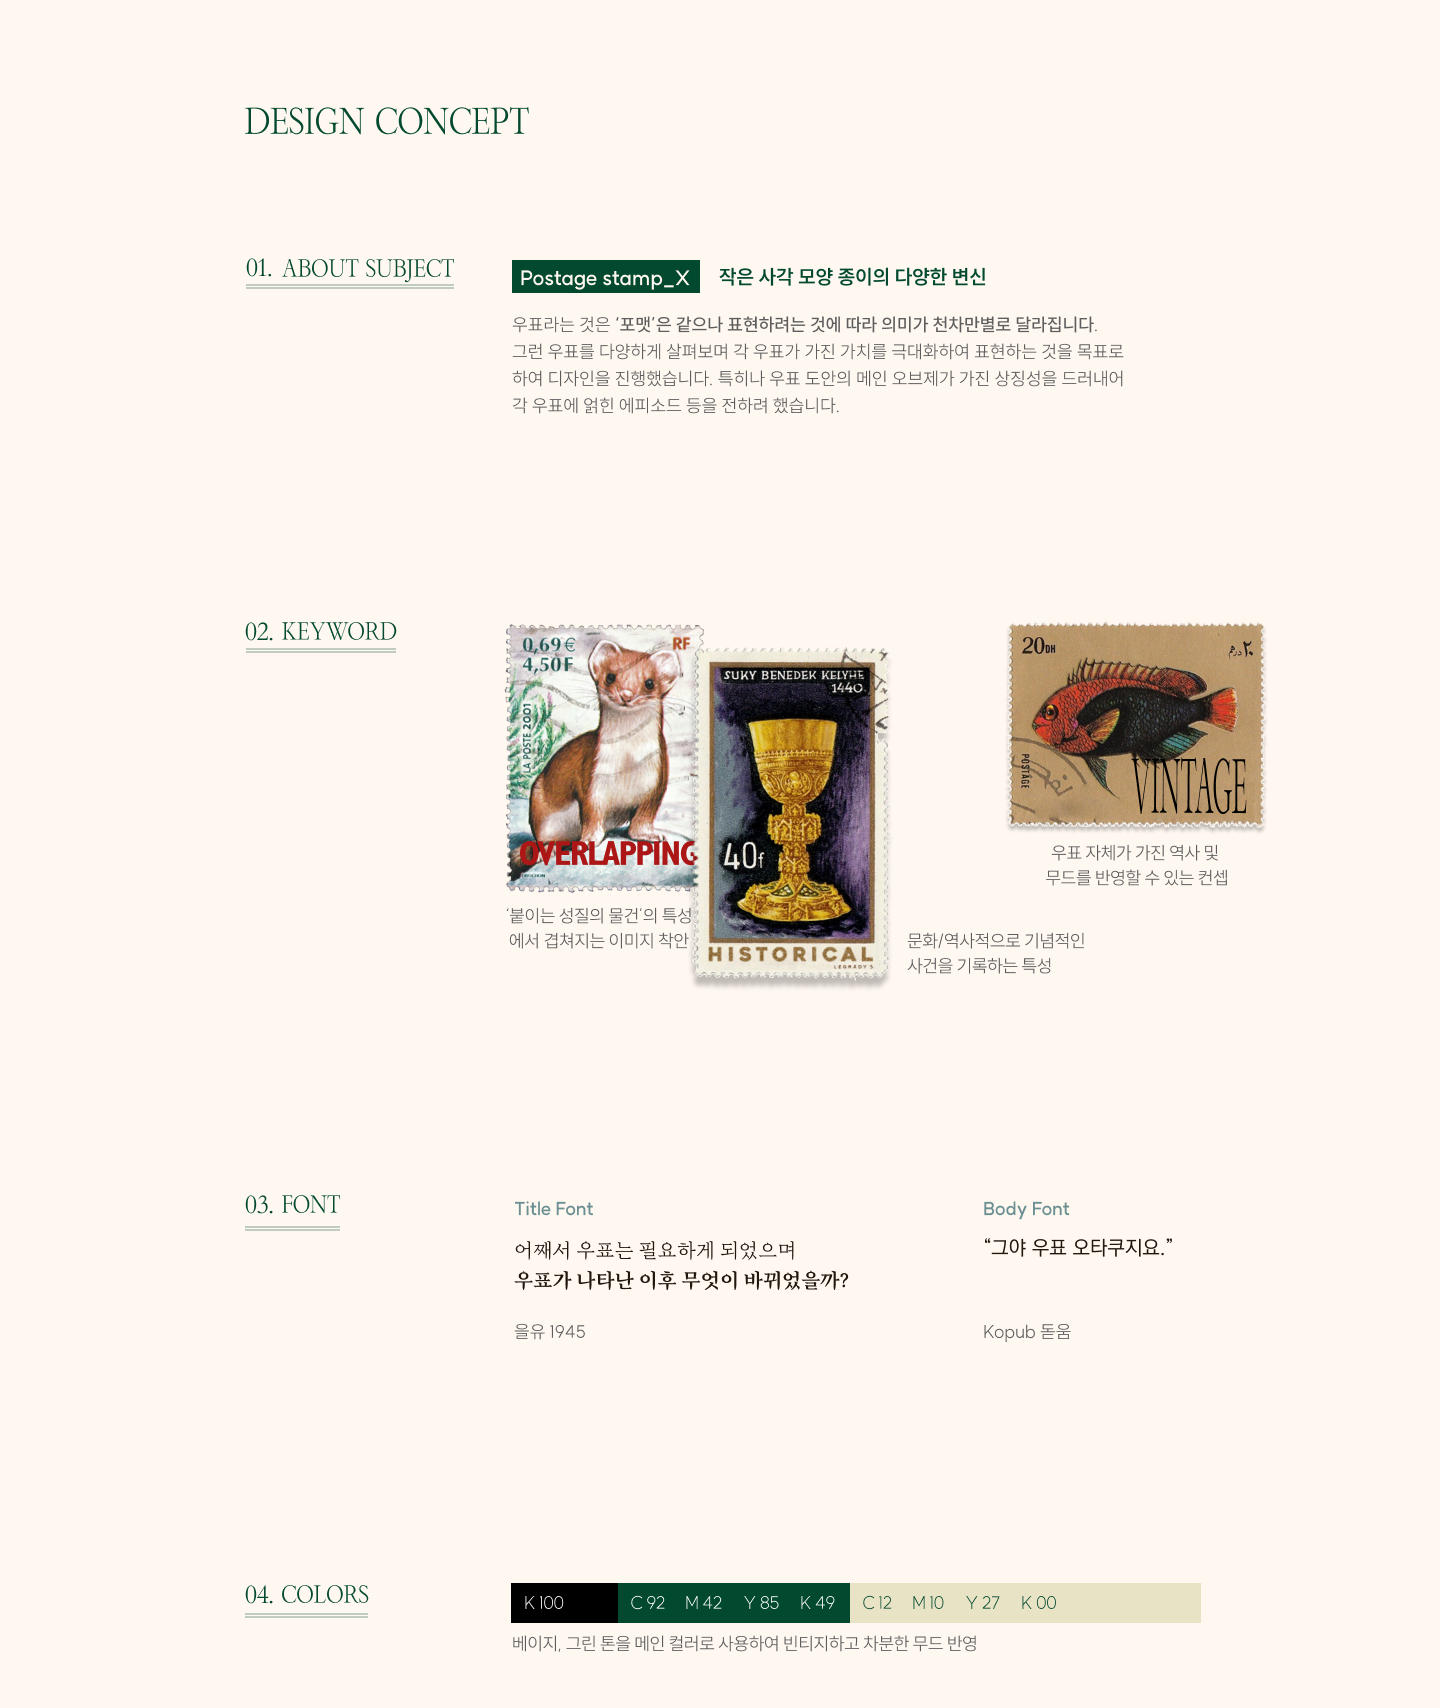 DESIGN CONCEPT
01. ABOUT SUBJECT
Postage stamp_X 작은 사각 모양 종이의 다양한 변신
우표라는 것은 ‘포맷’은 같으나 표현하려는 것에 따라 의미가 천차만별로 달라집니다.
그런 우표를 다양하게 살펴보며 각 우표가 가진 가치를 극대화하여 표현하는 것을 목표로
하여 디자인을 진행했습니다. 특히나 우표 도안의 메인 오브제가 가진 상징성을 드러내어
각 우표에 얽힌 에피소드 등을 전하려 했습니다.
02. KEYWORD
0,69€
4,50F
RF
LA POSTE 2001
OVERLAPPING
‘붙이는 성질의 물건’의 특성
에서 겹쳐지는 이미지 착안
SUKY BENEDEK KELYHE
1440
40f
HISTORICAL
LÉGRÁDY S
문화/역사적으로 기념적인
사건을 기록하는 특성
20DH
٢٠ درهم
POSTAGE
VINTAGE
우표 자체가 가진 역사 및
무드를 반영할 수 있는 컨셉
03. FONT
Title Font
어째서 우표는 필요하게 되었으며
우표가 나타난 이후 무엇이 바뀌었을까?
을유 1945
Body Font
“그야 우표 오타쿠지요.”
Kopub 돋움
04. COLORS
K 100
C 92 M 42 Y 85 K 49
C 12 M 10 Y 27 K 00
베이지, 그린 톤을 메인 컬러로 사용하여 빈티지하고 차분한 무드 반영